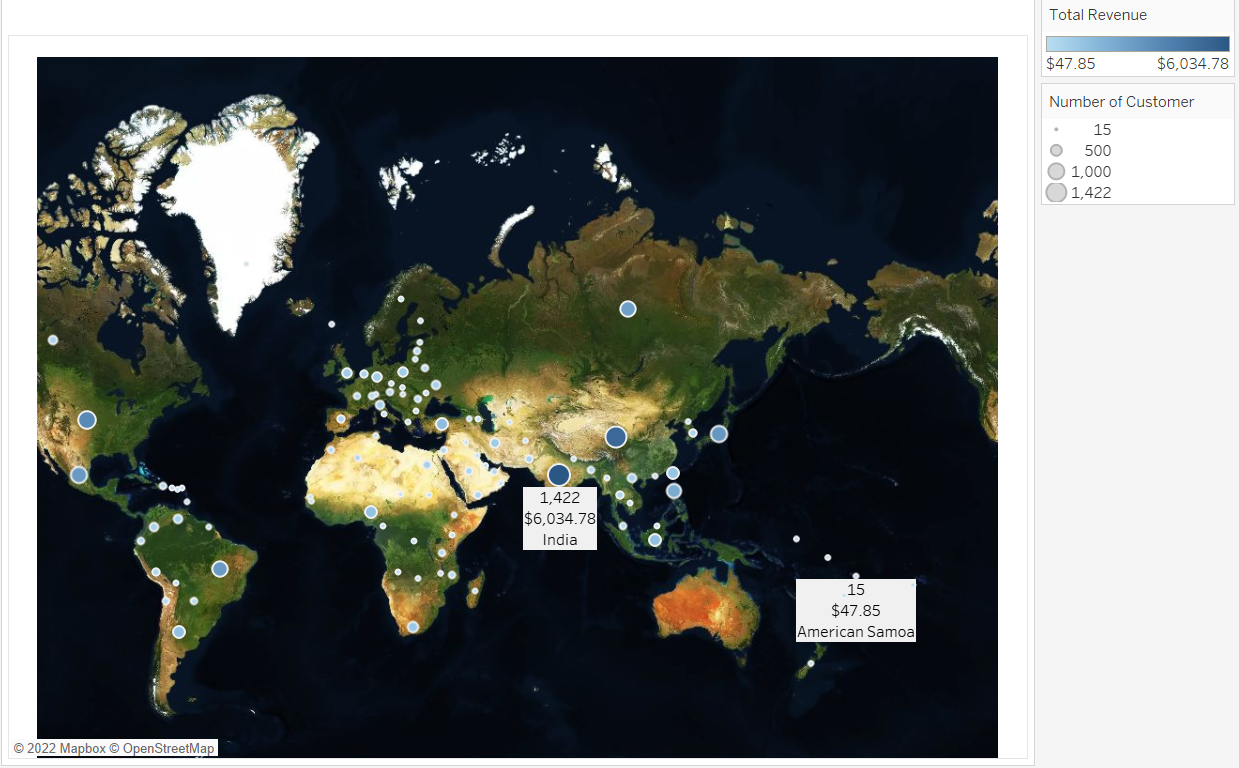 Total Revenue
$47.85 $6,034.78
Number of Customer
15
500
1,000
1,422
1,422
$6,034.78
India
15
$47.85
American Samoa
© 2022 Mapbox © OpenStreetMap